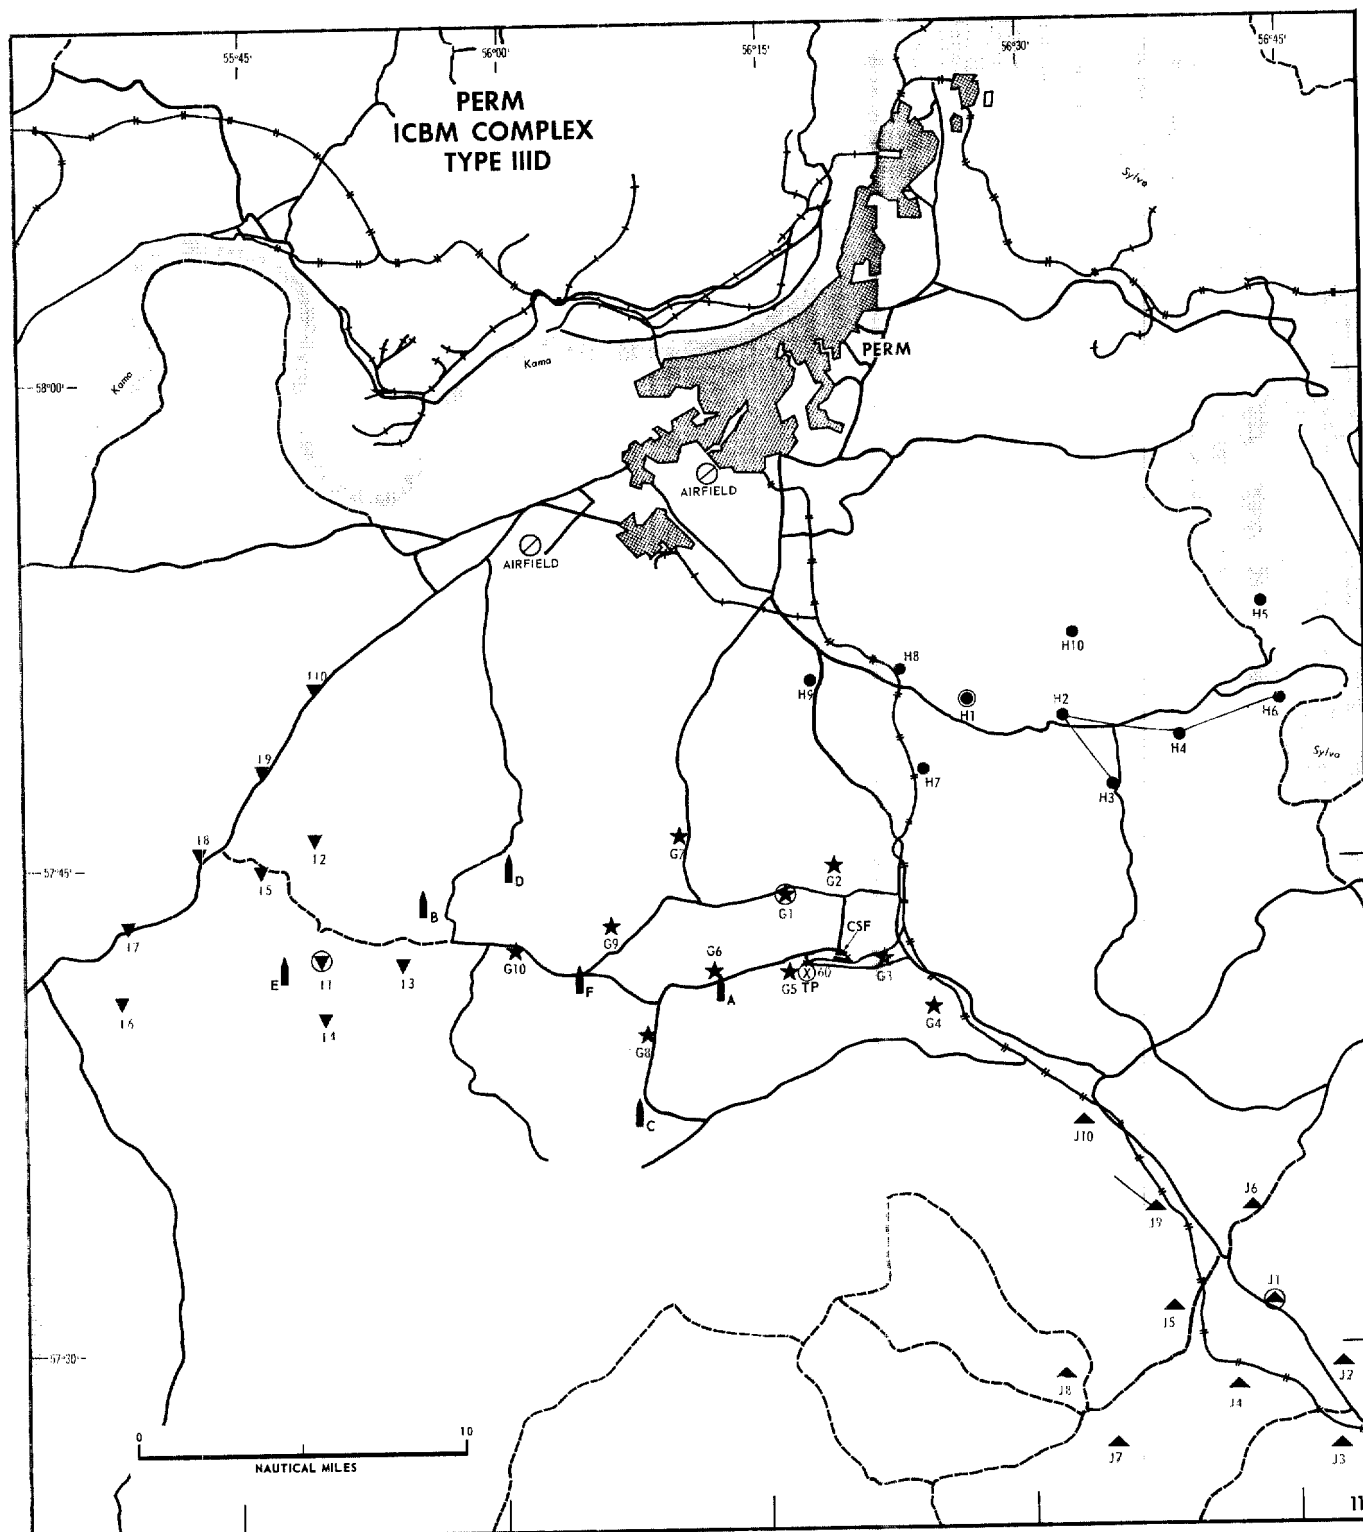 55°45'
56°00'
56°15'
56°30'
56°45'
PERM
ICBM COMPLEX
TYPE IIID
Sylva
Kama
Kama
PERM
58°00'
AIRFIELD
AIRFIELD
H5
H10
H8
H9
H1
H2
H6
H4
Sylva
H7
H3
I10
I9
I8
I2
I5
I7
I1
I3
I6
I4
57°45'
G7
G2
D
B
G1
CSF
G9
G6
G10
E
F
A
G5
60
TP
G3
G4
G8
C
J10
J9
J6
J1
J5
57°30'
J2
J8
J4
J7
J3
0
10
NAUTICAL MILES